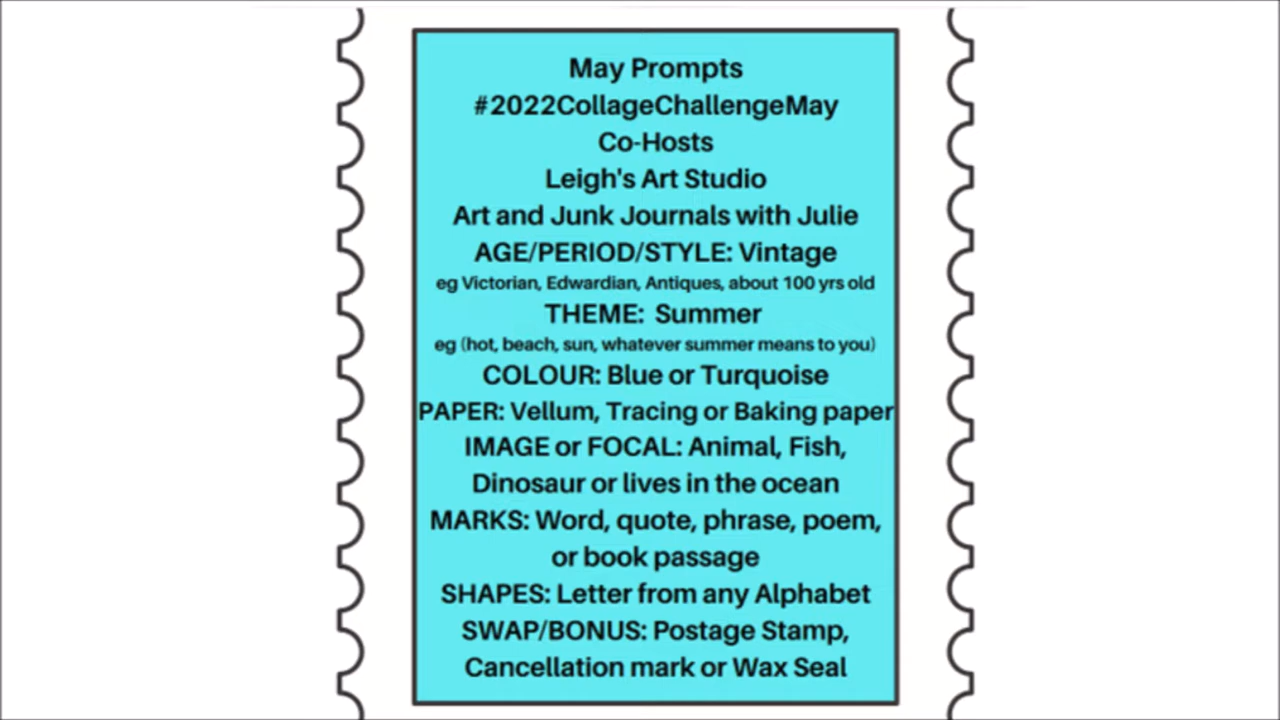 May Prompts
#2022CollageChallengeMay
Co-Hosts
Leigh's Art Studio
Art and Junk Journals with Julie
AGE/PERIOD/STYLE: Vintage
eg Victorian, Edwardian, Antiques, about 100 yrs old
THEME: Summer
eg (hot, beach, sun, whatever summer means to you)
COLOUR: Blue or Turquoise
PAPER: Vellum, Tracing or Baking paper
IMAGE or FOCAL: Animal, Fish,
Dinosaur or lives in the ocean
MARKS: Word, quote, phrase, poem,
or book passage
SHAPES: Letter from any Alphabet
SWAP/BONUS: Postage Stamp,
Cancellation mark or Wax Seal